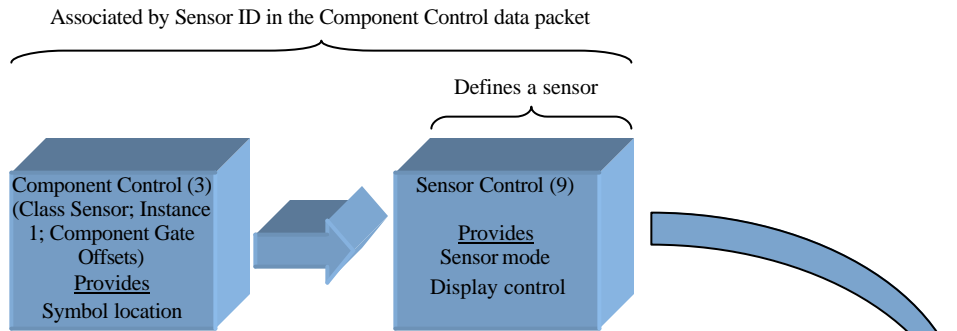 Associated by Sensor ID in the Component Control data packet
Defines a sensor
Component Control (3)
(Class Sensor; Instance
1; Component Gate
Offsets)
Provides
Symbol location
Sensor Control (9)
Provides
Sensor mode
Display control